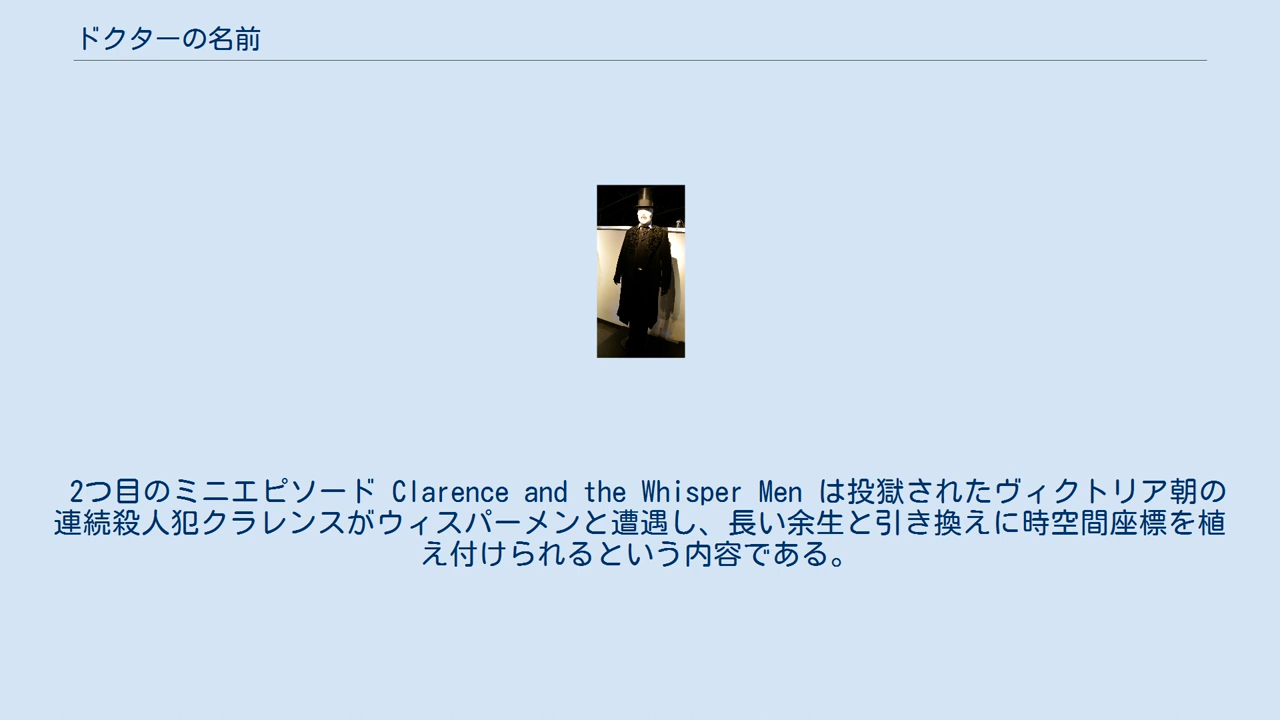 ドクターの名前
2つ目のミニエピソード Clarence and the Whisper Men は投獄されたヴィクトリア朝の
連続殺人犯クラレンスがウィスパーメンと遭遇し、長い余生と引き換えに時空間座標を植
え付けられるという内容である。